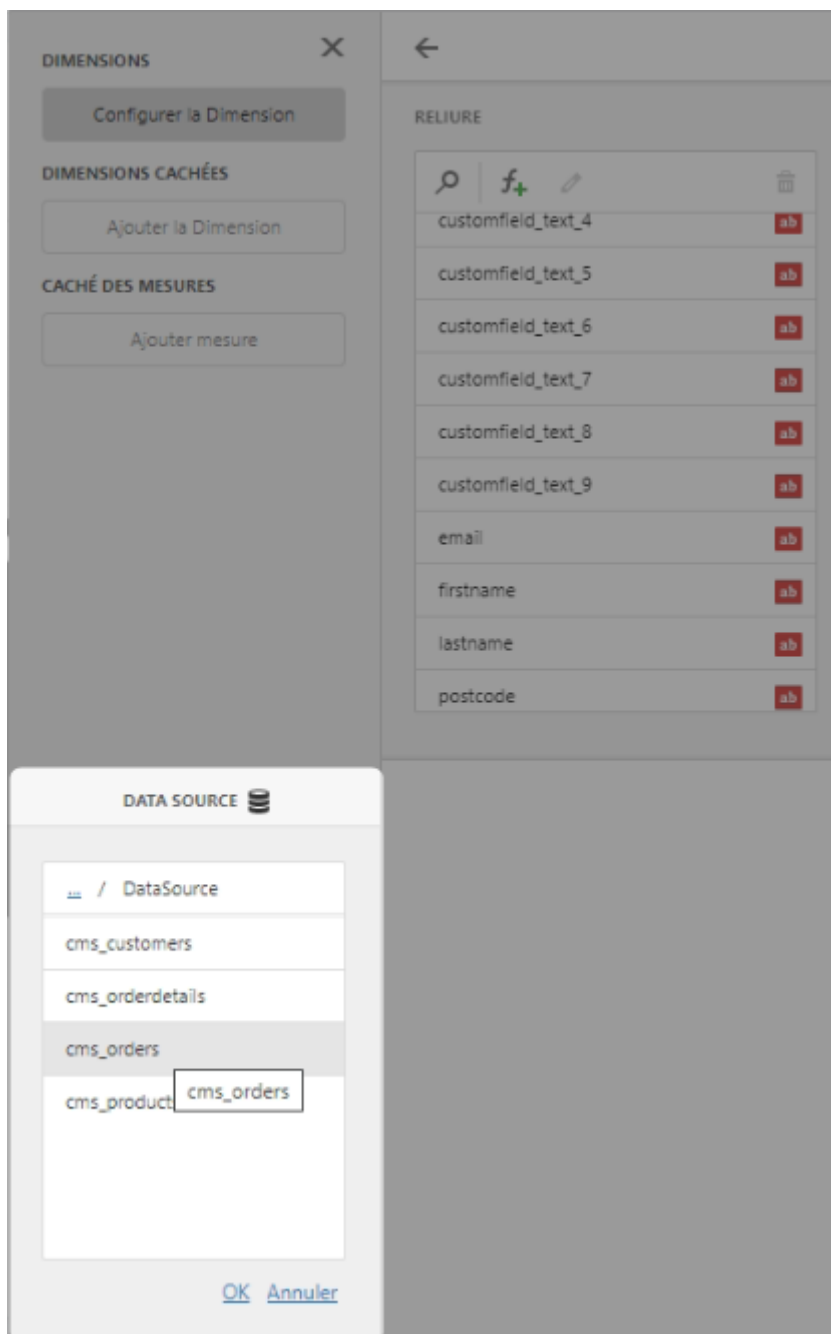 DIMENSIONS
Configurer la Dimension
DIMENSIONS CACHÉES
Ajouter la Dimension
CACHÉ DES MESURES
Ajouter mesure
RELIURE
customfield_text_4 ab
customfield_text_5 ab
customfield_text_6 ab
customfield_text_7 ab
customfield_text_8 ab
customfield_text_9 ab
email ab
firstname ab
lastname ab
postcode ab
DATA SOURCE
... / DataSource
cms_customers
cms_orderdetails
cms_orders
cms_orders
cms_product
OK Annuler